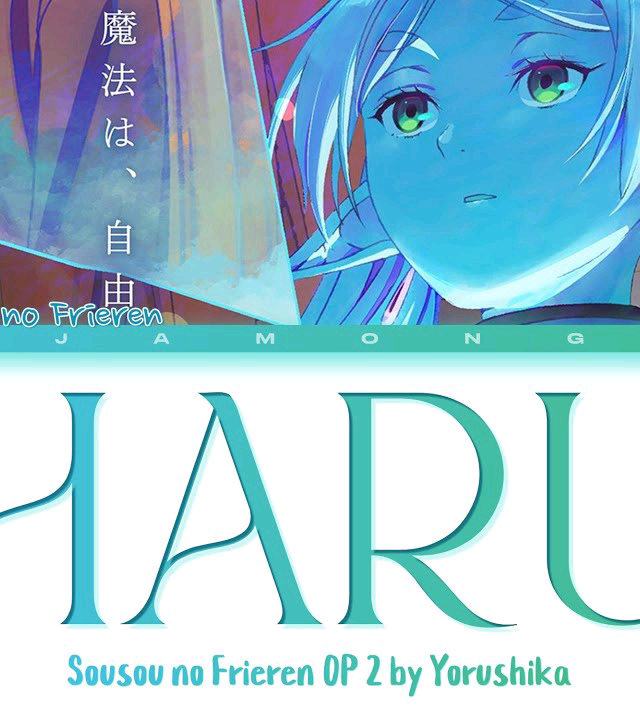 魔法は、自由
no Frieren
JAMONG
HARU
Sousou no Frieren OP 2 by Yorushika